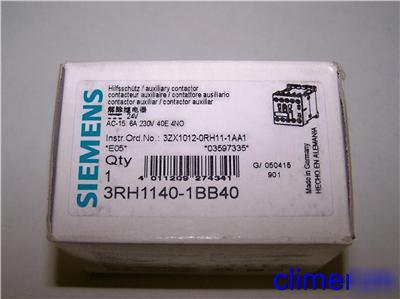 SIEMENS
Hilfsschütz / auxiliary contactor
contacteur auxiliaire / contattore ausiliario
contactor auxiliar / contactor auxiliar
24V
AC-15: 6A 230V 40E 4NO
Instr.Ord.No.: 3ZX1012-0RH11-1AA1
*E05* *03597335*
Qty
1
4 011209 274341
3RH1140-1BB40
G/ 050415
901
Made in Germany
HECHO EN ALEMANIA